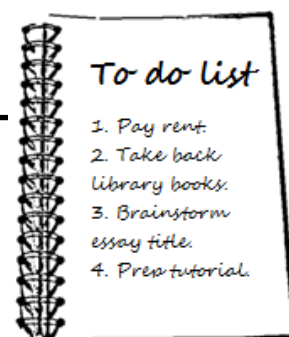 To do list
1. Pay rent.
2. Take back
library books.
3. Brainstorm
essay title.
4. Prep tutorial.